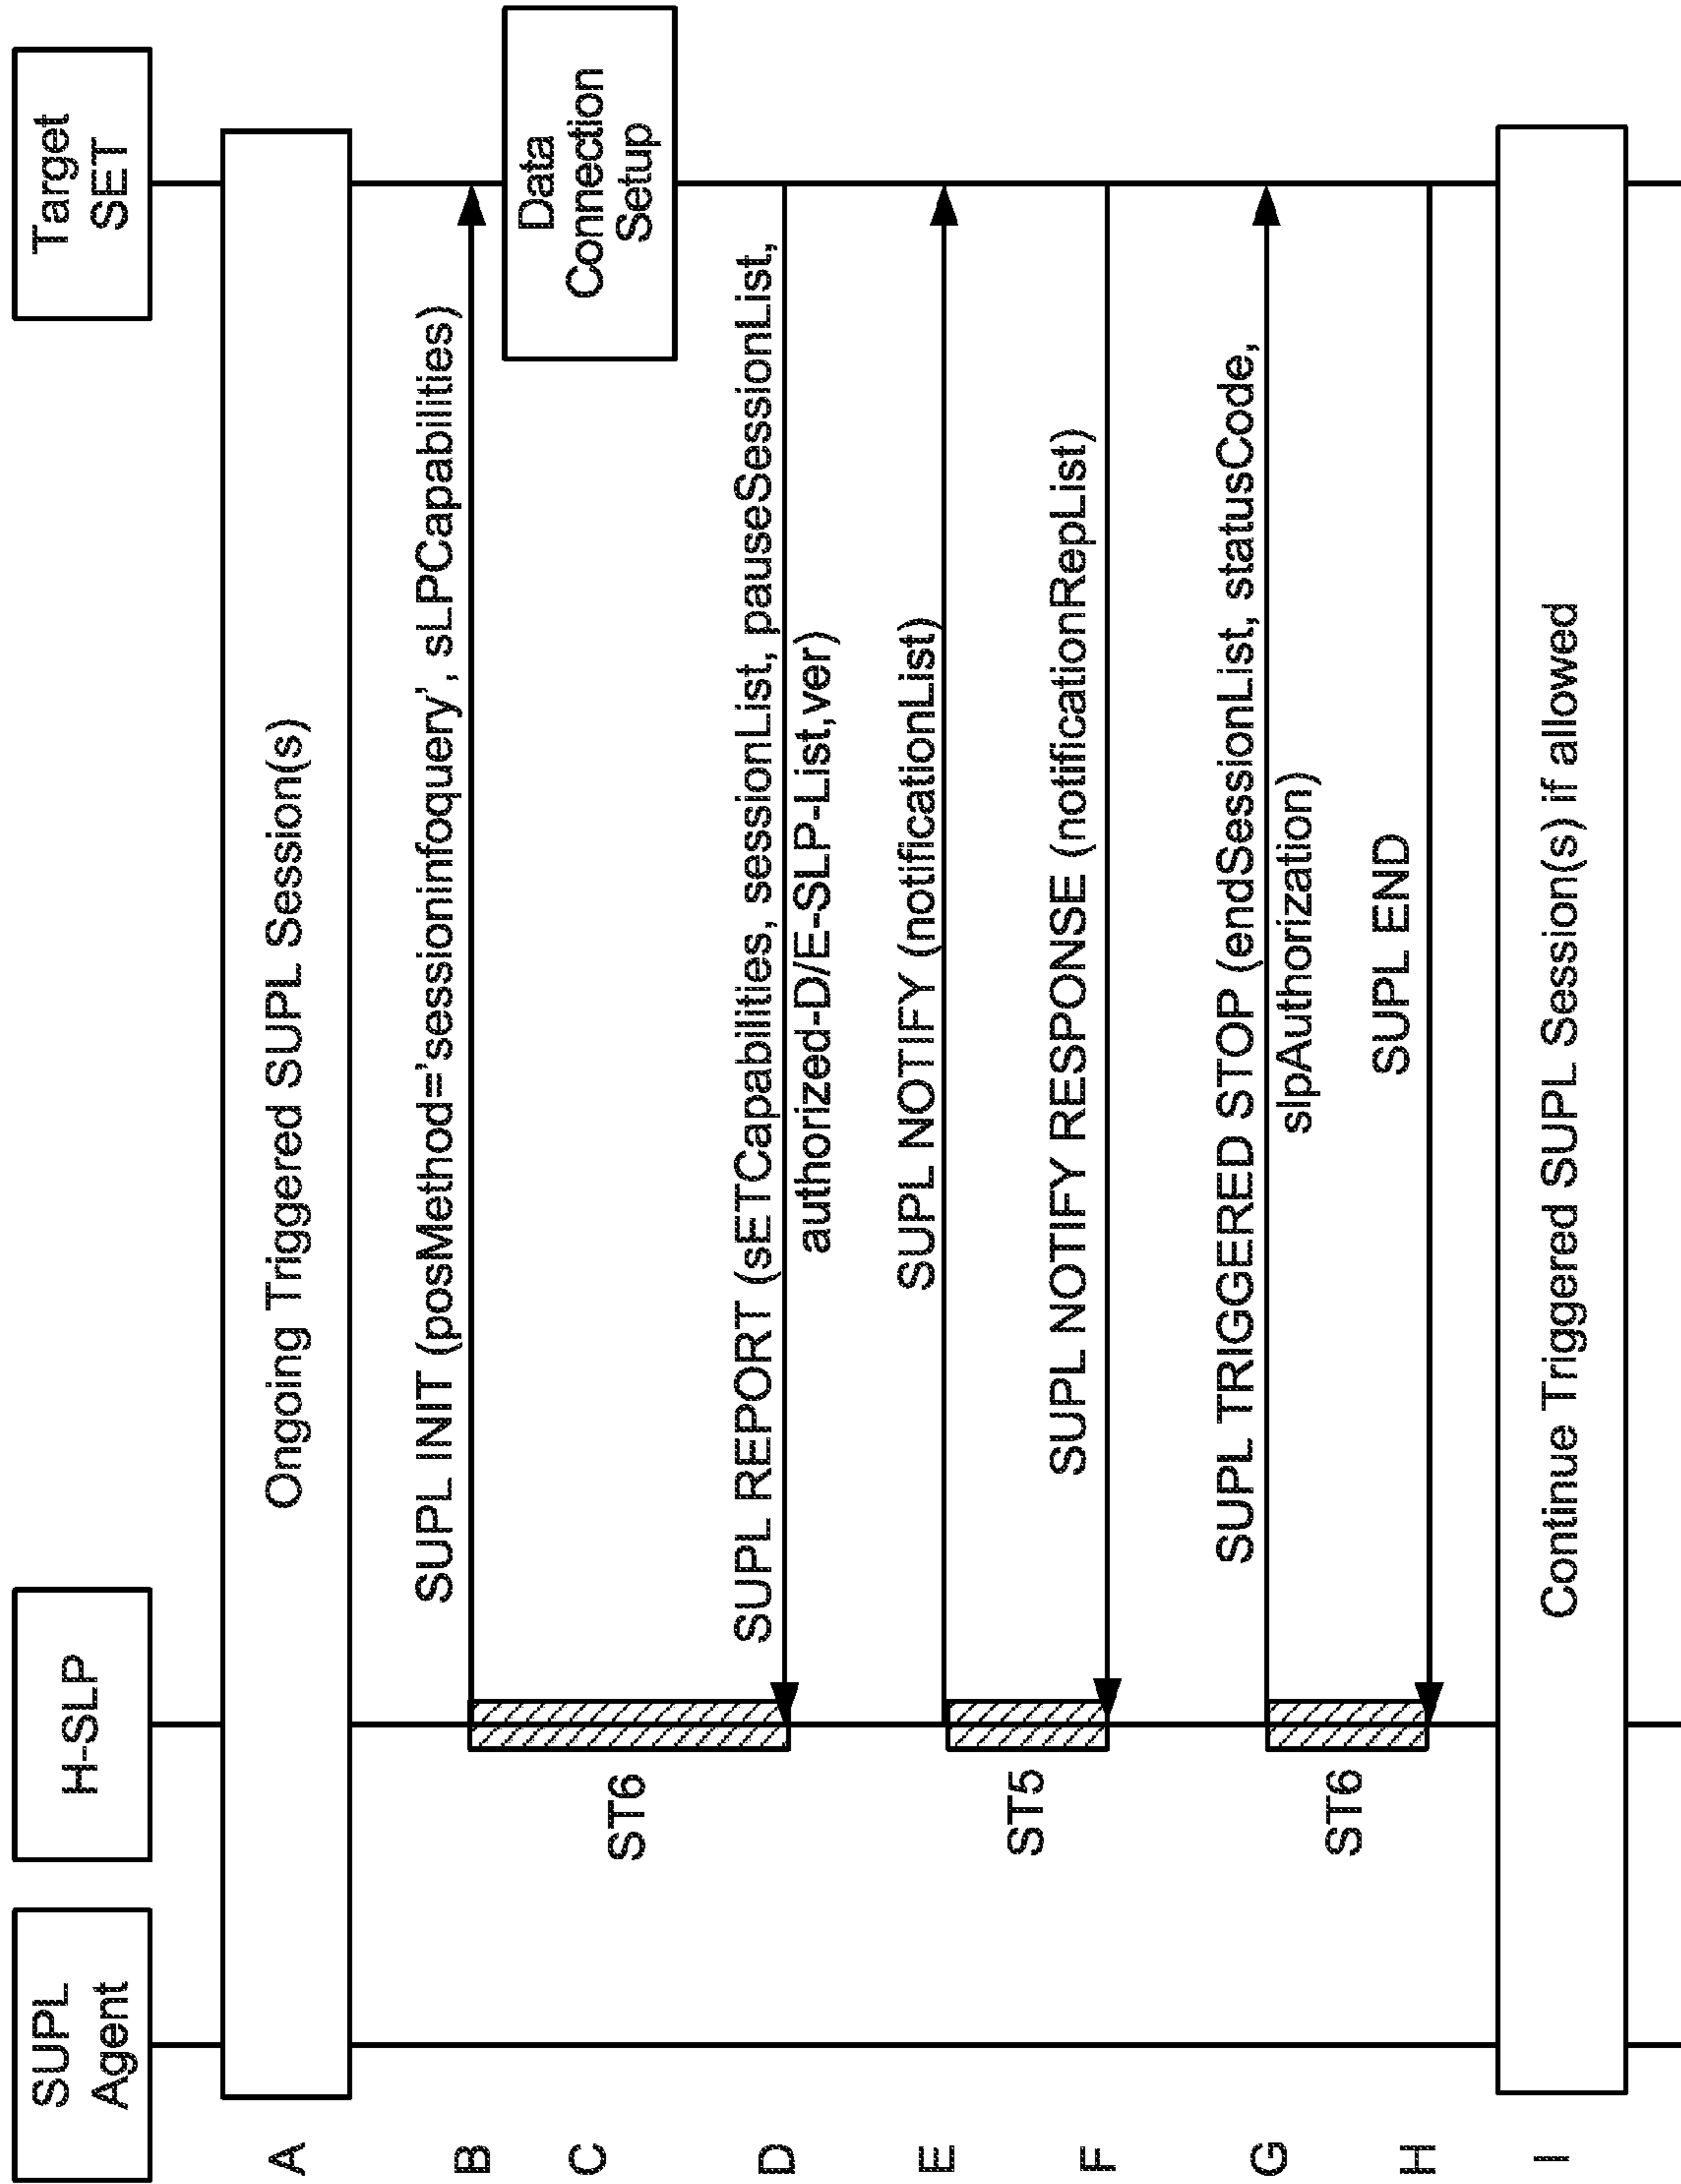 SUPL
Agent
H-SLP
Target
SET
A
Ongoing Triggered SUPL Session(s)
B
SUPL INIT (posMethod='sessioninfoquery', sLPCapabilities)
C
Data
Connection
Setup
ST6
D
SUPL REPORT (sETCapabilities, sessionList, pauseSessionList,
authorized-D/E-SLP-List,ver)
E
SUPL NOTIFY (notificationList)
ST5
F
SUPL NOTIFY RESPONSE (notificationRepList)
G
SUPL TRIGGERED STOP (endSessionList, statusCode,
slpAuthorization)
ST6
H
SUPL END
I
Continue Triggered SUPL Session(s) if allowed